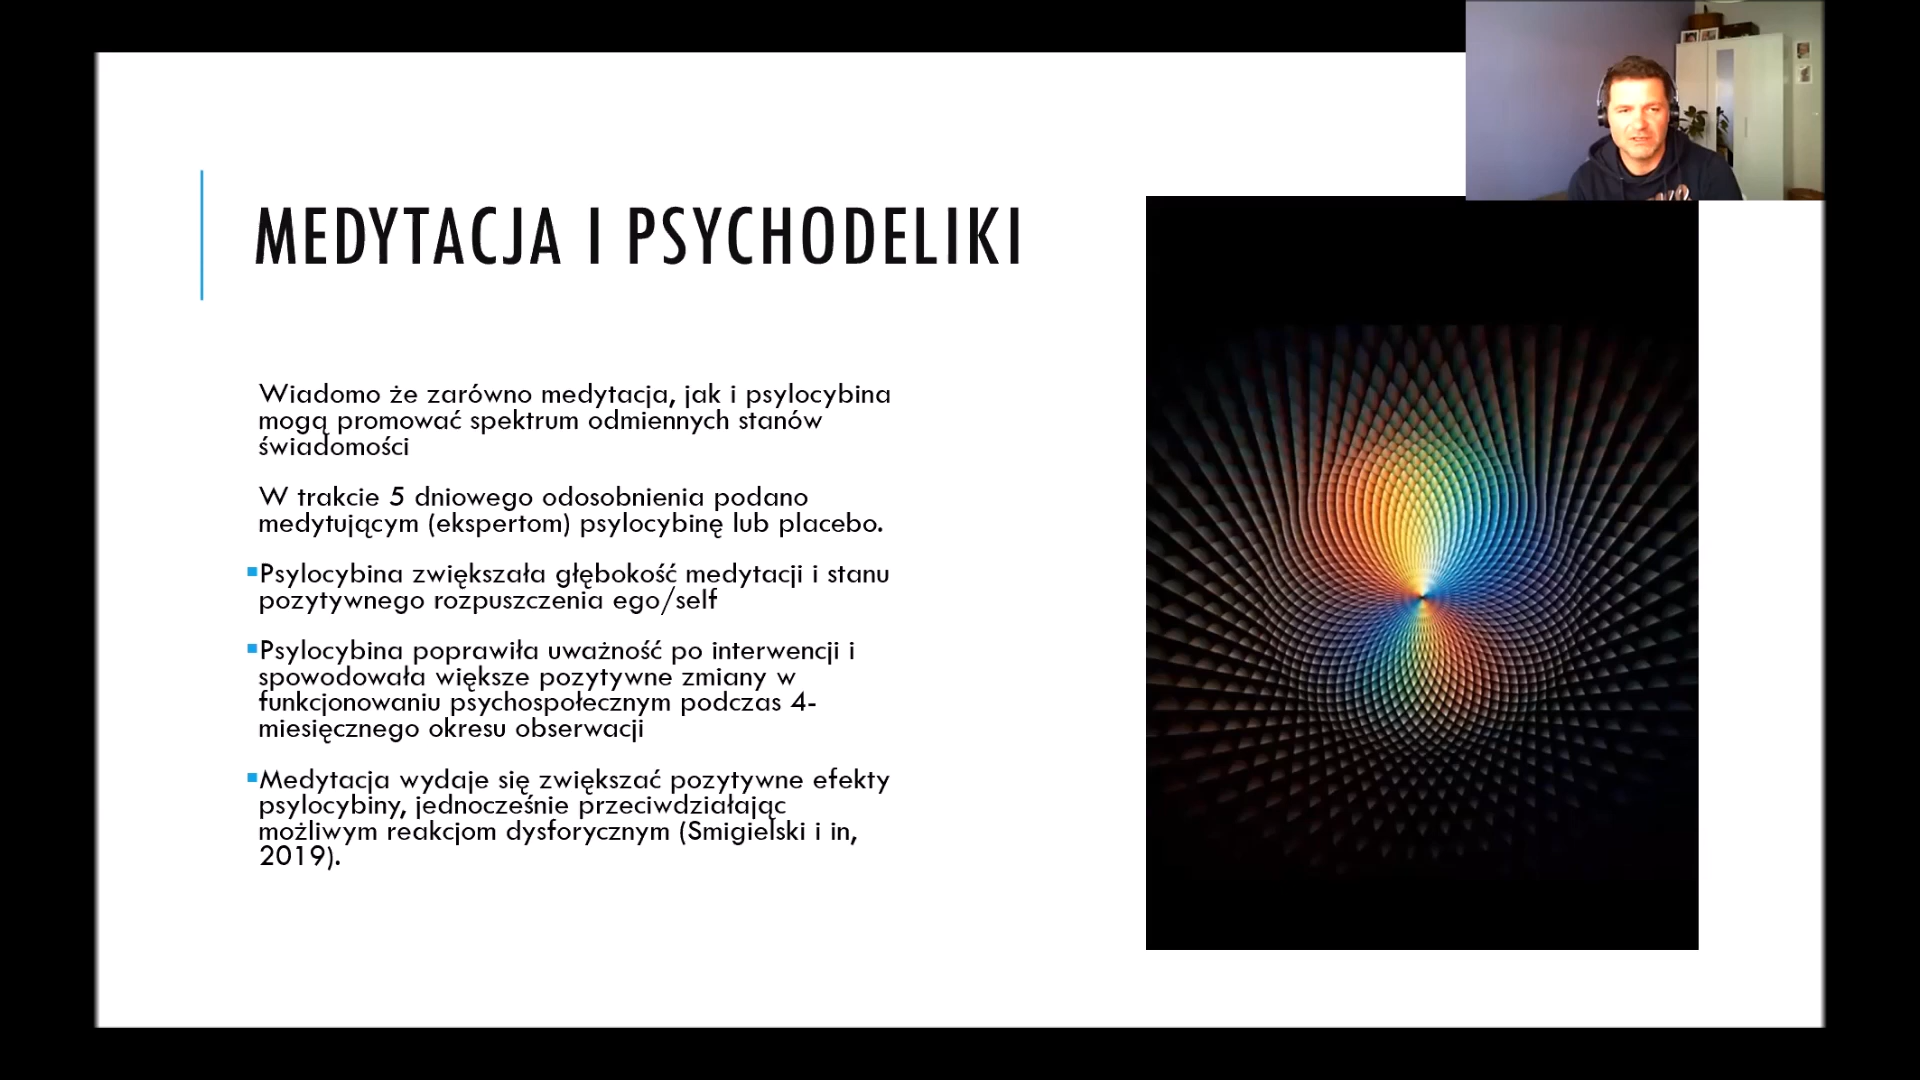 MEDYTACJA I PSYCHODELIKI
Wiadomo że zarówno medytacja, jak i psylocybina
mogą promować spektrum odmiennych stanów
świadomości
W trakcie 5 dniowego odosobnienia podano
medytującym (ekspertom) psylocybinę lub placebo.
▪Psylocybina zwiększała głębokość medytacji i stanu
pozytywnego rozpuszczenia ego/self
▪Psylocybina poprawiła uważność po interwencji i
spowodowała większe pozytywne zmiany w
funkcjonowaniu psychospołecznym podczas 4-
miesięcznego okresu obserwacji
▪Medytacja wydaje się zwiększać pozytywne efekty
psylocybiny, jednocześnie przeciwdziałając
możliwym reakcjom dysforycznym (Smigielski i in,
2019).